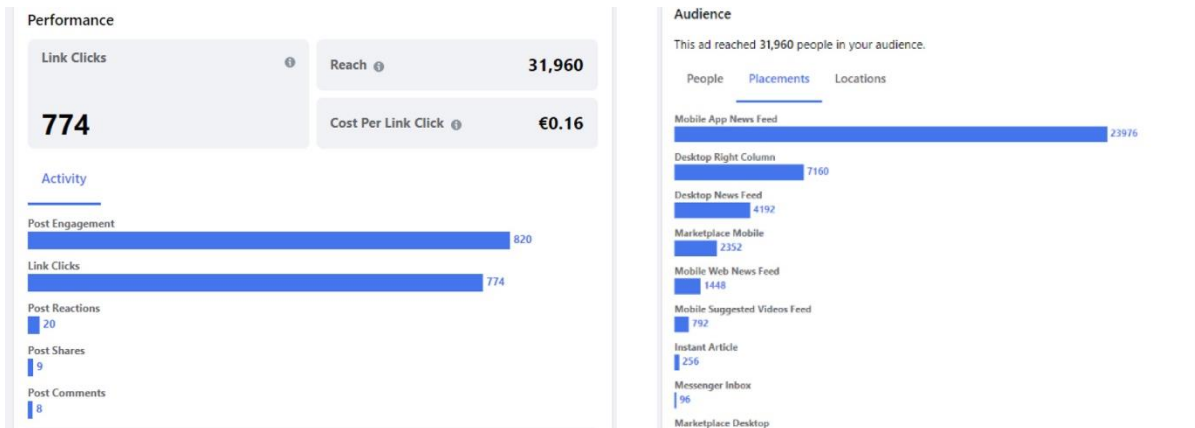 Performance
Link Clicks
774
Reach 31,960
Cost Per Link Click €0.16
Activity
Post Engagement
820
Link Clicks
774
Post Reactions
20
Post Shares
9
Post Comments
8
Audience
This ad reached 31,960 people in your audience.
People Placements Locations
Mobile App News Feed
23976
Desktop Right Column
7160
Desktop News Feed
4192
Marketplace Mobile
2352
Mobile Web News Feed
1448
Mobile Suggested Videos Feed
792
Instant Article
256
Messenger Inbox
96
Marketplace Desktop